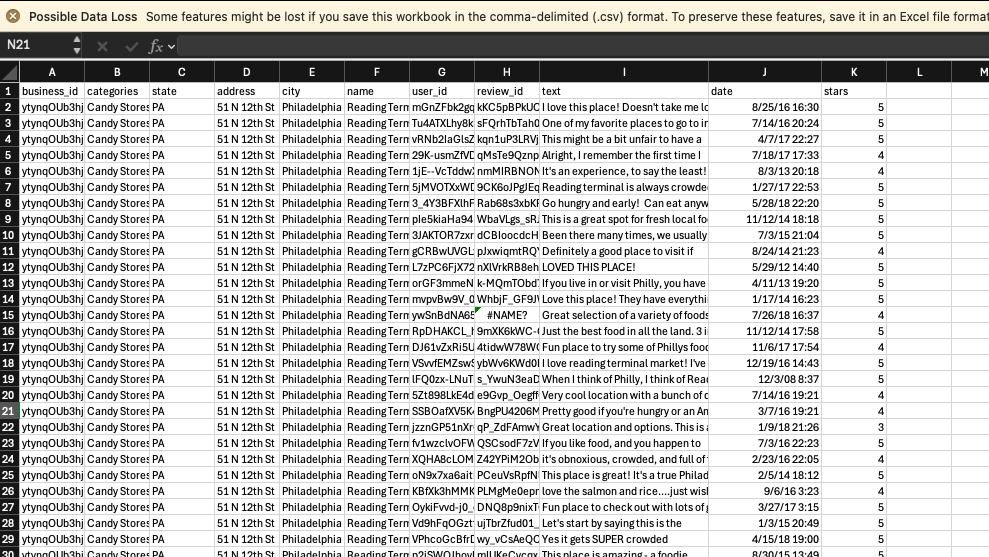 Possible Data Loss Some features might be lost if you save this workbook in the comma-delimited (.csv) format. To preserve these features, save it in an Excel file format
N21 fx
A B C D E F G H I J K L M
1 business_id categories state address city name user_id review_id text date stars
2 ytynqOUb3hj Candy Stores PA 51 N 12th St Philadelphia Reading Term mGnZFbk2gq kKC5pBPkUC I love this place! Doesn't take me lo 8/25/16 16:30 5
3 ytynqOUb3hj Candy Stores PA 51 N 12th St Philadelphia Reading Term Tu4ATXLhy8k sFQrhTbTah0 One of my favorite places to go to in 7/14/16 20:24 5
4 ytynqOUb3hj Candy Stores PA 51 N 12th St Philadelphia Reading Term vRNb2IaGlsZ kqn1uP3LRVj This might be a bit unfair to have a 4/7/17 22:27 5
5 ytynqOUb3hj Candy Stores PA 51 N 12th St Philadelphia Reading Term 29K-usmZfVD qMsTe9Qznp Alright, I remember the first time I 7/18/17 17:33 4
6 ytynqOUb3hj Candy Stores PA 51 N 12th St Philadelphia Reading Term 1jE--VcTddw nmMIRBNON It's an experience, to say the least! 8/3/13 20:18 4
7 ytynqOUb3hj Candy Stores PA 51 N 12th St Philadelphia Reading Term 5jMVOTXxWD 9CK6oJPgJEq Reading terminal is always crowde 1/27/17 22:53 5
8 ytynqOUb3hj Candy Stores PA 51 N 12th St Philadelphia Reading Term 3_4Y3BFXlhF Rab68s3xbKF Go hungry and early! Can eat anyw 5/28/18 22:20 5
9 ytynqOUb3hj Candy Stores PA 51 N 12th St Philadelphia Reading Term ple5kiaHa94 WbaVLgs_sR This is a great spot for fresh local fo 11/12/14 18:18 5
10 ytynqOUb3hj Candy Stores PA 51 N 12th St Philadelphia Reading Term 3JAKTOR7zxr dCBIoocdcH Been there many times, we usually 7/3/15 21:04 5
11 ytynqOUb3hj Candy Stores PA 51 N 12th St Philadelphia Reading Term gCRBwUVGL pJxwiqmtRQ Definitely a good place to visit if 8/24/14 21:23 4
12 ytynqOUb3hj Candy Stores PA 51 N 12th St Philadelphia Reading Term L7zPC6FjX72 nXlVrkRB8eh LOVED THIS PLACE! 5/29/12 14:40 5
13 ytynqOUb3hj Candy Stores PA 51 N 12th St Philadelphia Reading Term orGF3mmeN k-MQmTObd If you live in or visit Philly, you have 4/11/13 19:20 5
14 ytynqOUb3hj Candy Stores PA 51 N 12th St Philadelphia Reading Term mvpvBw9V_0 WhbjF_GF9J Love this place! They have everythi 1/17/14 16:23 5
15 ytynqOUb3hj Candy Stores PA 51 N 12th St Philadelphia Reading Term ywSnBdNA65 #NAME? Great selection of a variety of foods 7/26/18 16:37 4
16 ytynqOUb3hj Candy Stores PA 51 N 12th St Philadelphia Reading Term RpDHAKCL_h 9mXK6kWC- Just the best food in all the land. 3 i 11/12/14 17:58 5
17 ytynqOUb3hj Candy Stores PA 51 N 12th St Philadelphia Reading Term DJ61vZxRi5U 4tidwW78W Fun place to try some of Phillys food 11/6/17 17:54 4
18 ytynqOUb3hj Candy Stores PA 51 N 12th St Philadelphia Reading Term VSvvfEMZsw ybWv6KWd0 I love reading terminal market! I've 12/19/16 14:43 5
19 ytynqOUb3hj Candy Stores PA 51 N 12th St Philadelphia Reading Term lFQ0zx-LNuT s_YwuN3eaD When I think of Philly, I think of Rea 12/3/08 8:37 5
20 ytynqOUb3hj Candy Stores PA 51 N 12th St Philadelphia Reading Term 5Zt898LkE4d e9Gvp_Oegff Very cool location with a bunch of 7/14/16 19:21 4
21 ytynqOUb3hj Candy Stores PA 51 N 12th St Philadelphia Reading Term SSBOafXV5K BngPU4206M Pretty good if you're hungry or an Am 3/7/16 19:21 4
22 ytynqOUb3hj Candy Stores PA 51 N 12th St Philadelphia Reading Term jzznGP51nXr qP_ZdFAmwY Great location and options. This is 1/9/18 21:26 3
23 ytynqOUb3hj Candy Stores PA 51 N 12th St Philadelphia Reading Term fv1wzclvOFW QSCsodF7zV If you like food, and you happen to 7/3/16 22:23 5
24 ytynqOUb3hj Candy Stores PA 51 N 12th St Philadelphia Reading Term XQHA8cLOM Z42YPiM2Ob it's obnoxious, crowded, and full of 2/23/16 22:05 4
25 ytynqOUb3hj Candy Stores PA 51 N 12th St Philadelphia Reading Term oN9x7xa6ait PCeuVsRpfN This place is great! It's a true Philad 2/5/14 18:12 5
26 ytynqOUb3hj Candy Stores PA 51 N 12th St Philadelphia Reading Term KBfXk3hMMK PLMgMe0epr love the salmon and rice....just wish 9/6/16 3:23 4
27 ytynqOUb3hj Candy Stores PA 51 N 12th St Philadelphia Reading Term OykiFvvd-j0_ DNQ8p9nixT Fun place to check out with lots of 3/27/17 3:15 5
28 ytynqOUb3hj Candy Stores PA 51 N 12th St Philadelphia Reading Term Vd9hFqOGzt ujTbrZfud01_ Let's start by saying this is the 1/3/15 20:49 5
29 ytynqOUb3hj Candy Stores PA 51 N 12th St Philadelphia Reading Term VPhcoGcBfrD wy_vCsAeQC Yes it gets SUPER crowded 4/15/18 19:00 5
30 ytynqOUb3hj Candy Stores PA 51 N 12th St Philadelphia Reading Term This place is amazing - a foodie 8/30/15 13:49 5